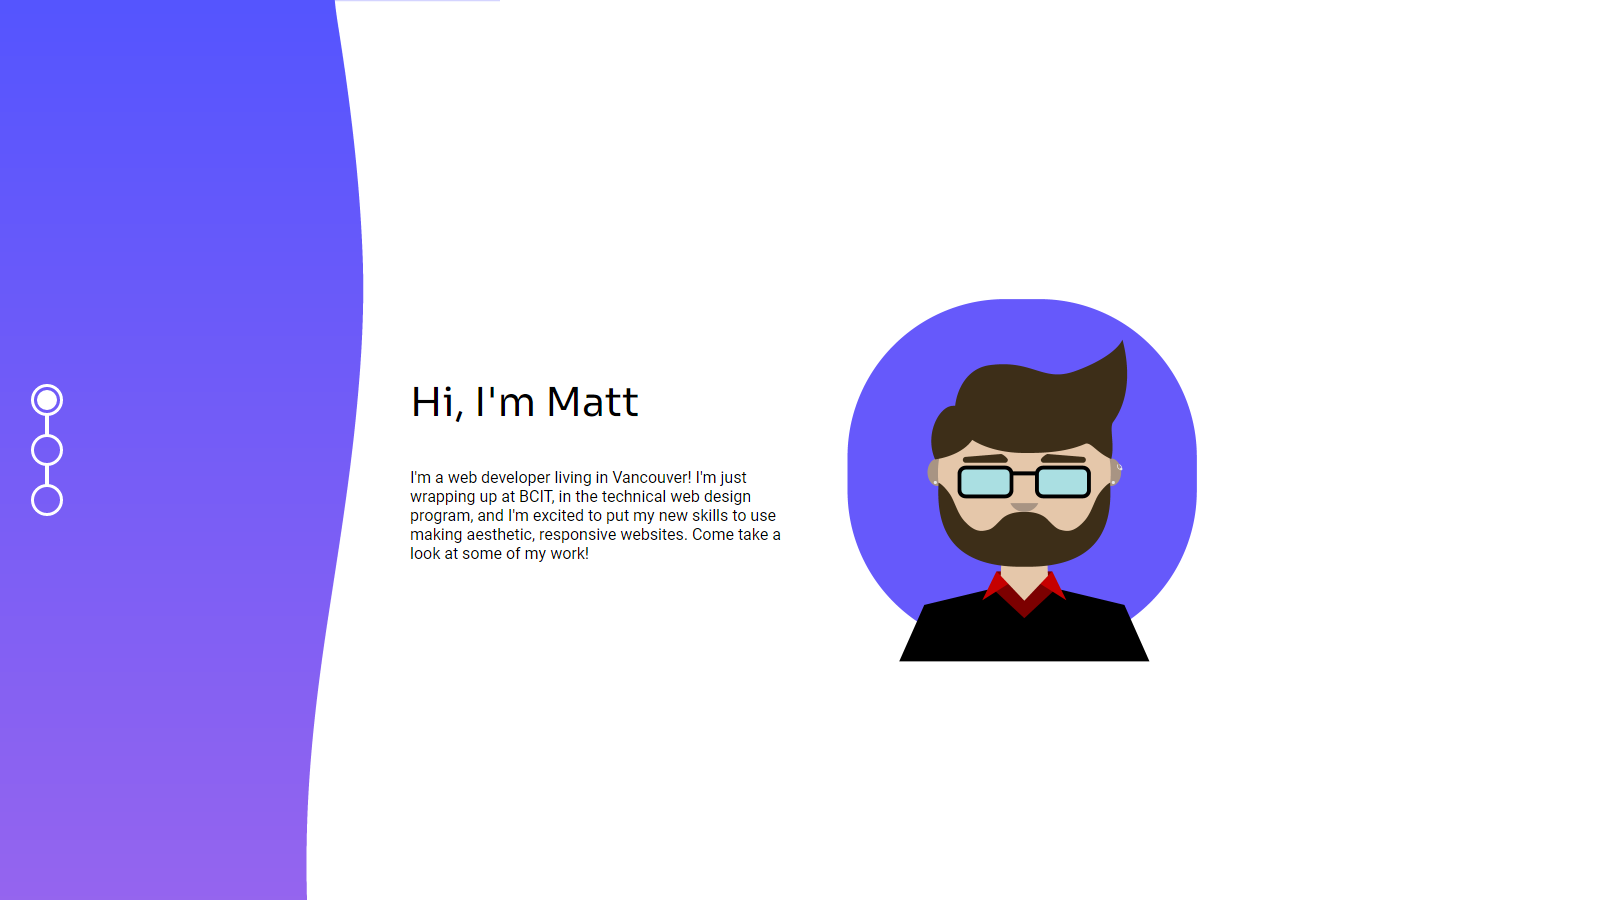 Hi, I'm Matt
I'm a web developer living in Vancouver! I'm just
wrapping up at BCIT, in the technical web design
program, and I'm excited to put my new skills to use
making aesthetic, responsive websites. Come take a
look at some of my work!